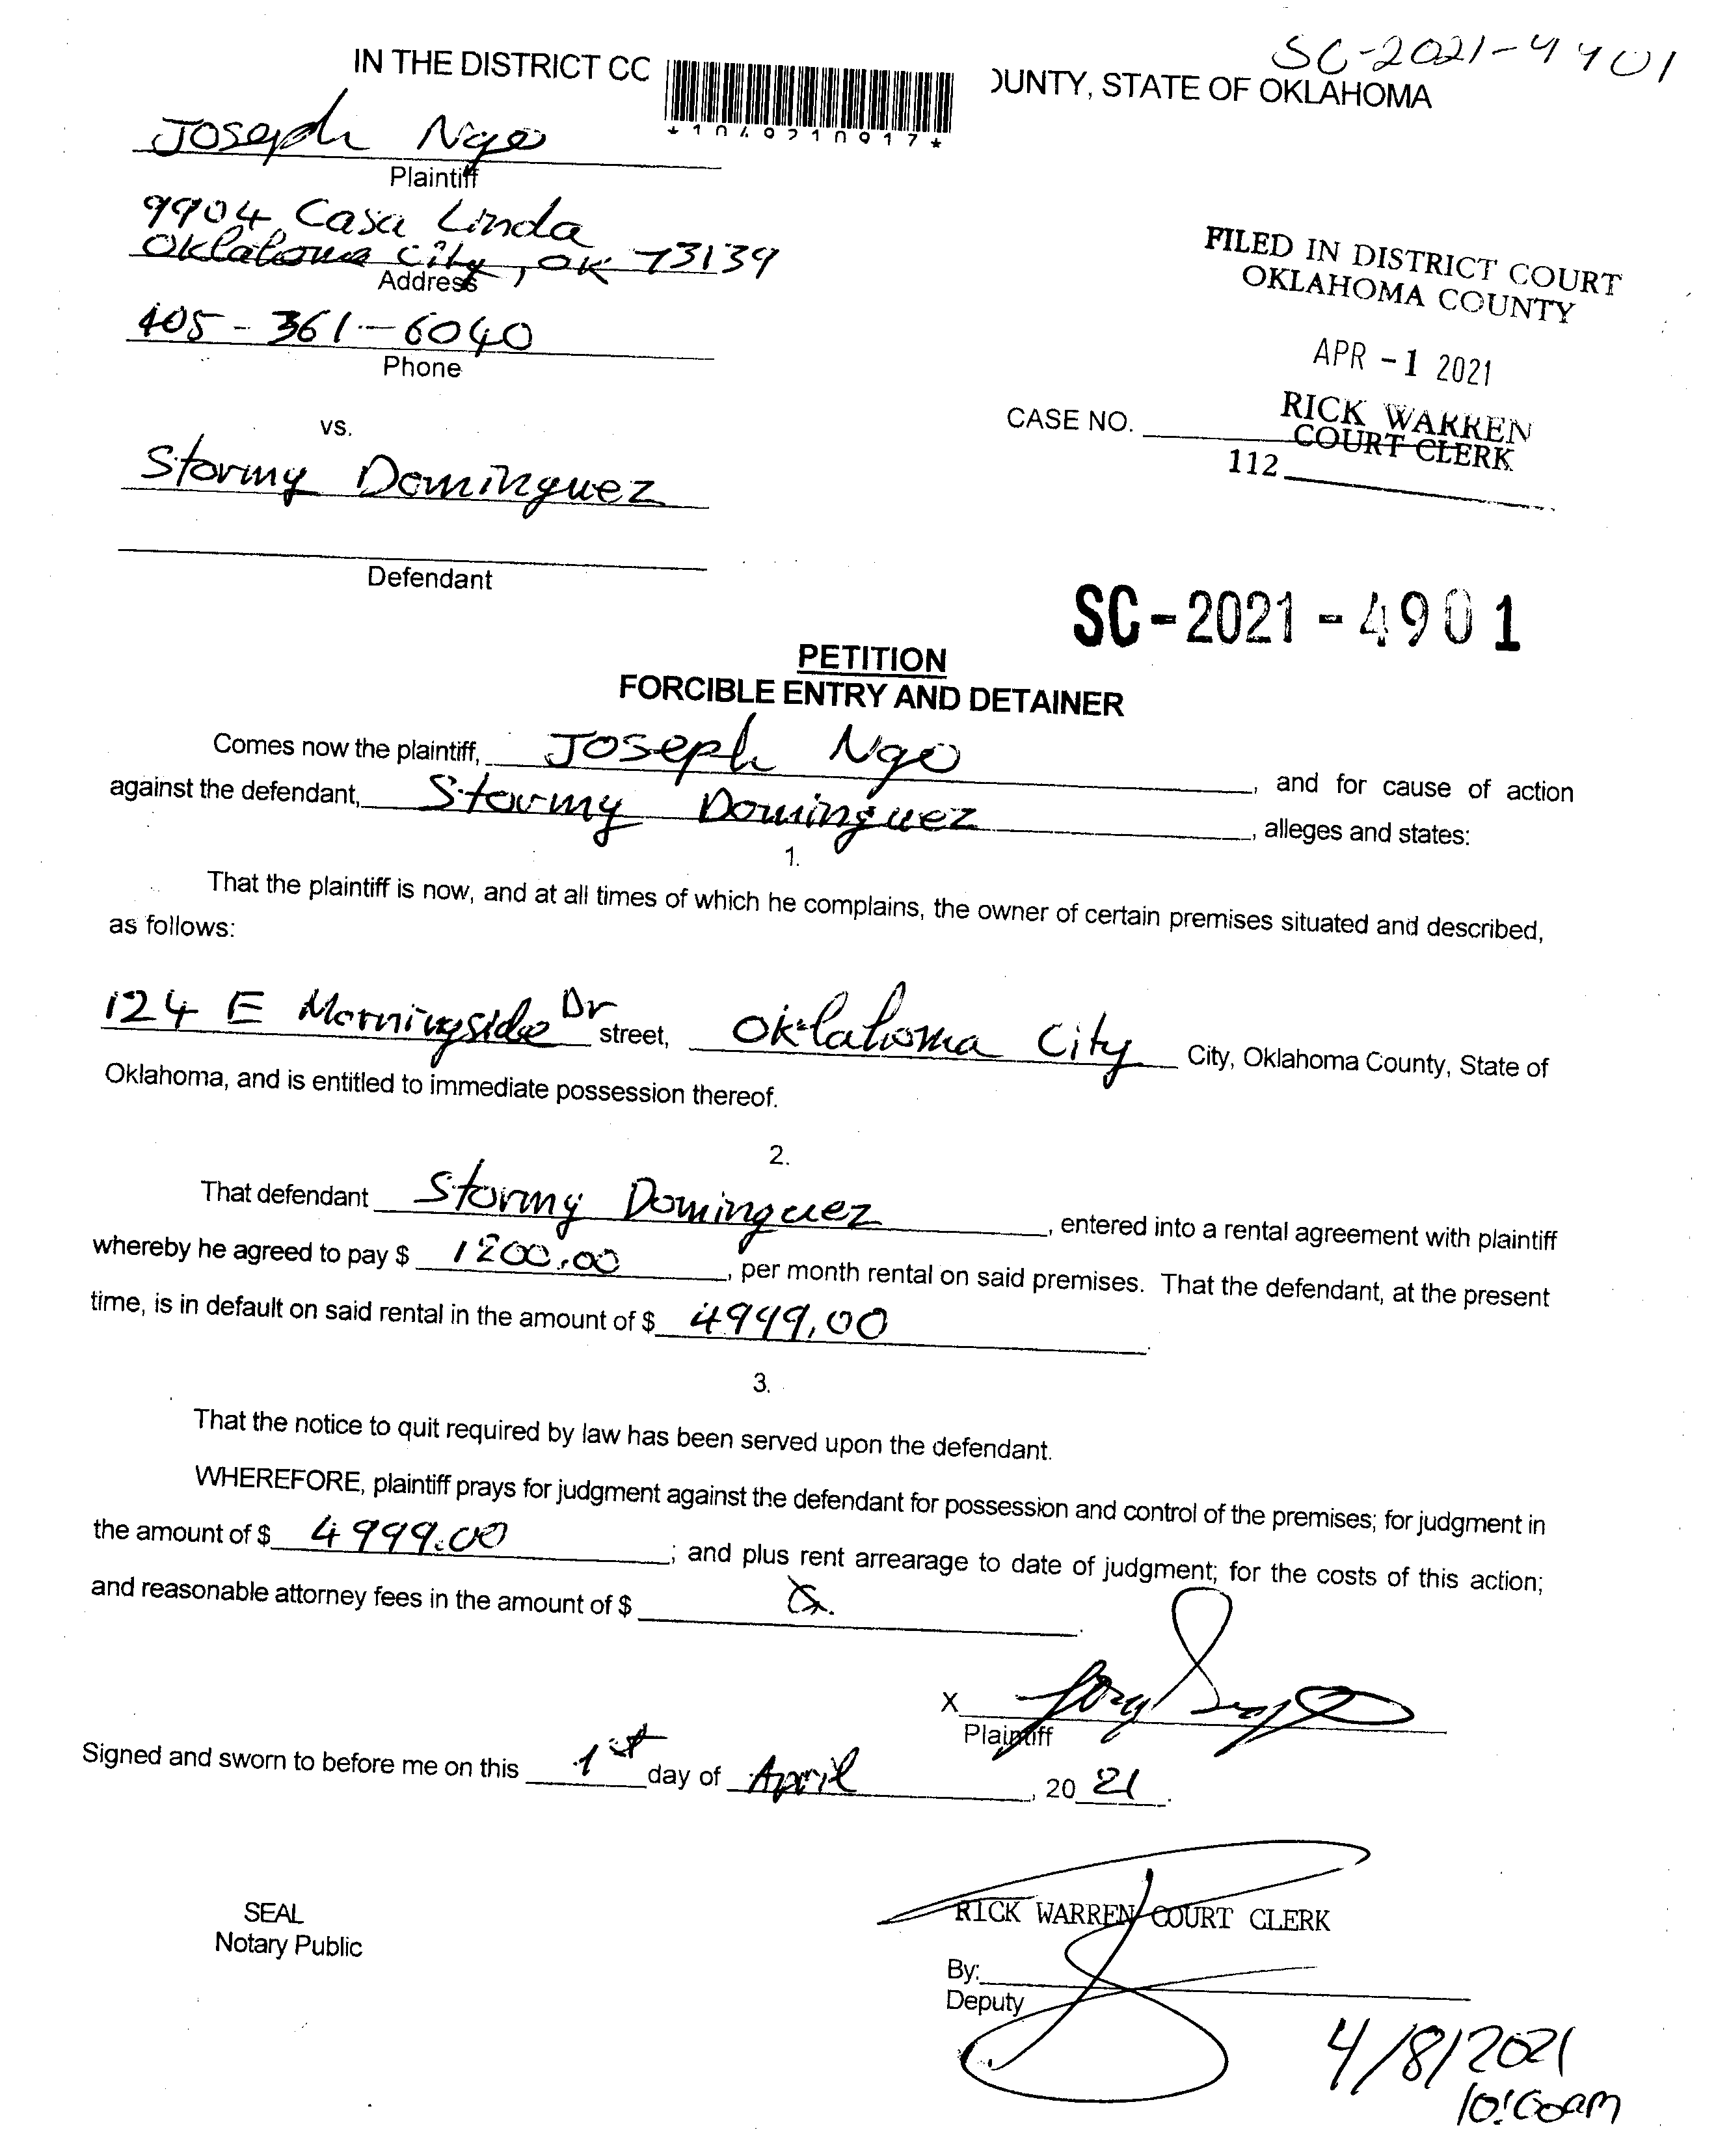 SC-2021-4901
IN THE DISTRICT CO
OUNTY, STATE OF OKLAHOMA
*1049210917*
Joseph Ngo
Plaintiff
9904 Casa Linda
Oklahoma City, OK 73139
Address
405-361-6040
Phone
FILED IN DISTRICT COURT
OKLAHOMA COUNTY
APR -1 2021
RICK WARREN
COURT CLERK
112
CASE NO.
vs.
Stormy Dominguez
Defendant
SC-2021-4901
PETITION
FORCIBLE ENTRY AND DETAINER
Comes now the plaintiff, Joseph Ngo, and for cause of action
against the defendant, Stormy Dominguez, alleges and states:
1.
That the plaintiff is now, and at all times of which he complains, the owner of certain premises situated and described,
as follows:
124 E Morningside Dr street, Oklahoma City City, Oklahoma County, State of
Oklahoma, and is entitled to immediate possession thereof.
2.
That defendant Stormy Dominguez, entered into a rental agreement with plaintiff
whereby he agreed to pay $ 1200.00, per month rental on said premises. That the defendant, at the present
time, is in default on said rental in the amount of $ 4999.00.
3.
That the notice to quit required by law has been served upon the defendant.
WHEREFORE, plaintiff prays for judgment against the defendant for possession and control of the premises; for judgment in
the amount of $ 4999.00; and plus rent arrearage to date of judgment; for the costs of this action;
and reasonable attorney fees in the amount of $
X
Plaintiff
Signed and sworn to before me on this 1st day of April, 20 21.
SEAL
Notary Public
RICK WARREN COURT CLERK
By:
Deputy
4/8/2021
10:00am